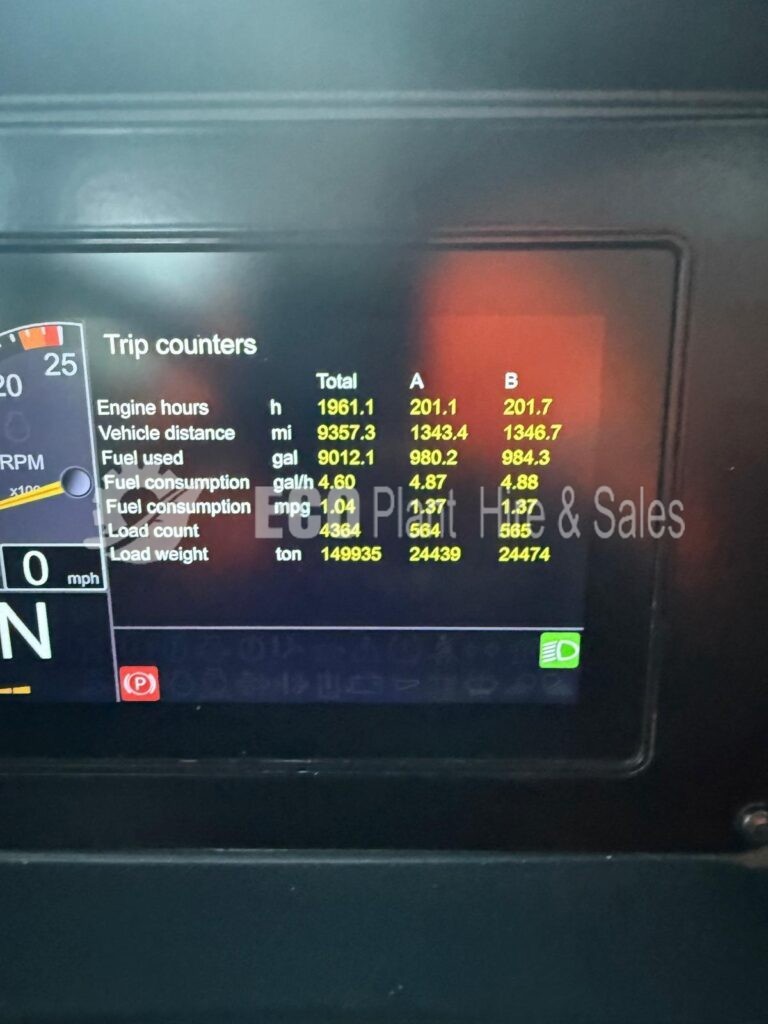 Trip counters
25
20
Total A B
Engine hours h 1961.1 201.1 201.7
Vehicle distance mi 9357.3 1343.4 1346.7
Fuel used gal 9012.1 980.2 984.3
RPM
Fuel consumption gal/h 4.60 4.87 4.88
x100
Fuel consumption mpg 1.04 1.37 1.37
ECO Plant Hire & Sales
Load count 4364 564 565
Load weight ton 149935 24439 24474
0 mph
N
P